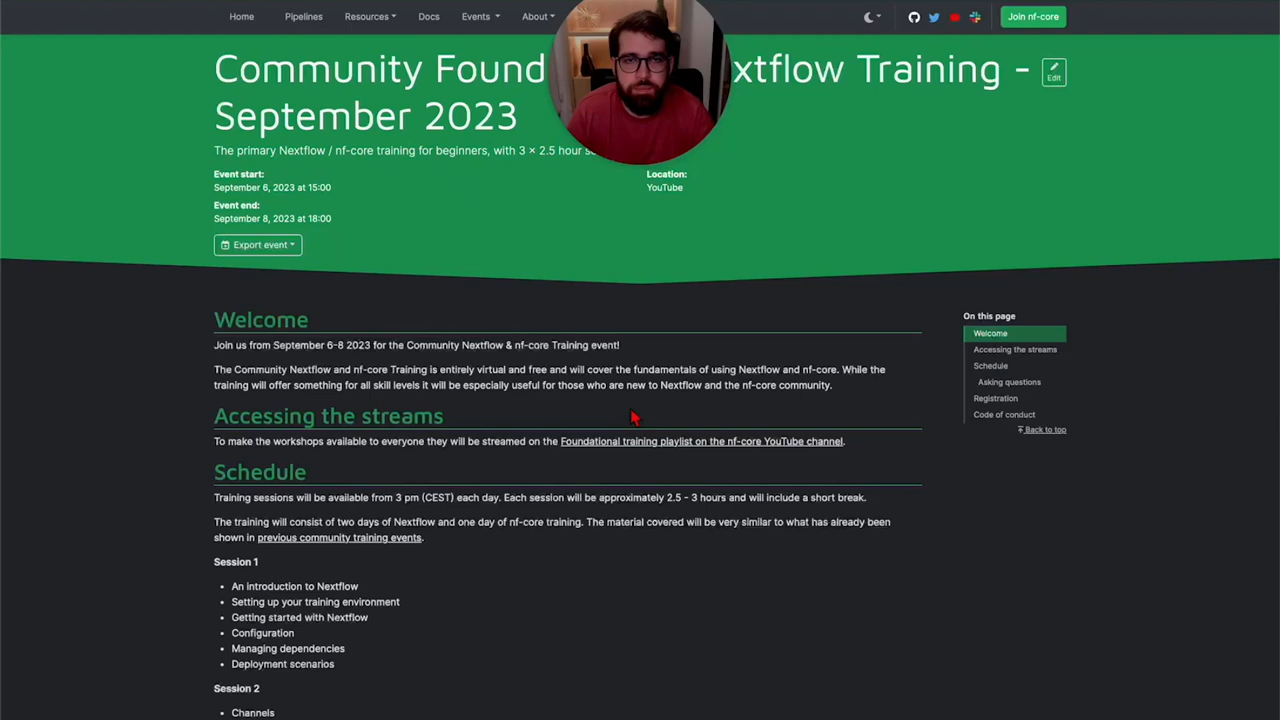 Home Pipelines Resources Docs Events About Join nf-core
Community Found xtflow Training - Edit
September 2023
The primary Nextflow / nf-core training for beginners, with 3 × 2.5 hour
Event start: Location:
September 6, 2023 at 15:00 YouTube
Event end:
September 8, 2023 at 18:00
Export event
Welcome
Join us from September 6-8 2023 for the Community Nextflow & nf-core Training event!
The Community Nextflow and nf-core Training is entirely virtual and free and will cover the fundamentals of using Nextflow and nf-core. While the
training will offer something for all skill levels it will be especially useful for those who are new to Nextflow and the nf-core community.
Accessing the streams
To make the workshops available to everyone they will be streamed on the Foundational training playlist on the nf-core YouTube channel.
Schedule
Training sessions will be available from 3 pm (CEST) each day. Each session will be approximately 2.5 - 3 hours and will include a short break.
The training will consist of two days of Nextflow and one day of nf-core training. The material covered will be very similar to what has already been
shown in previous community training events.
Session 1
• An introduction to Nextflow
• Setting up your training environment
• Getting started with Nextflow
• Configuration
• Managing dependencies
• Deployment scenarios
Session 2
• Channels
On this page
Welcome
Accessing the streams
Schedule
Asking questions
Registration
Code of conduct
Back to top